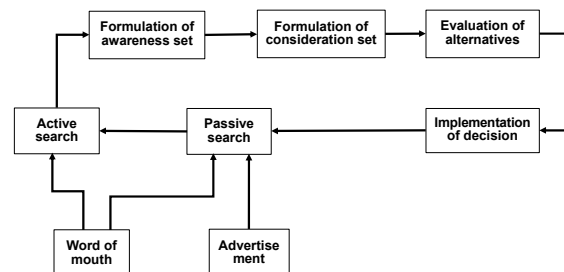 Formulation of
awareness set
Formulation of
consideration set
Evaluation of
alternatives
Active
search
Passive
search
Implementation
of decision
Word of
mouth
Advertise
ment